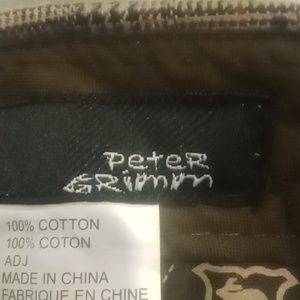 PeteR
GRimm
100% COTTON
100% COTON
ADJ
MADE IN CHINA
FABRIQUE EN CHINE